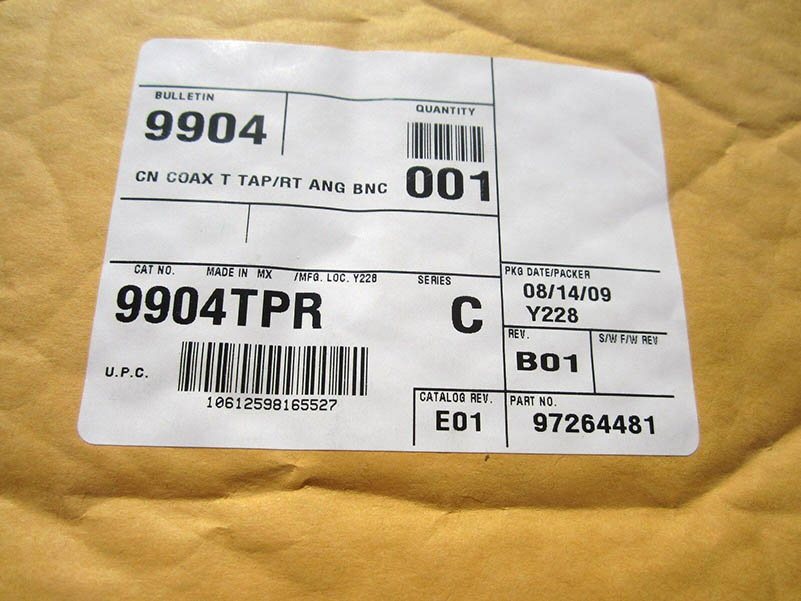 BULLETIN
9904
QUANTITY
001
CN COAX T TAP/RT ANG BNC
CAT NO. MADE IN MX /MFG. LOC. Y228
SERIES
9904TPR
C
U.P.C.
10612598165527
PKG DATE/PACKER
08/14/09
Y228
REV.
B01
S/W F/W REV
CATALOG REV.
E01
PART NO.
97264481